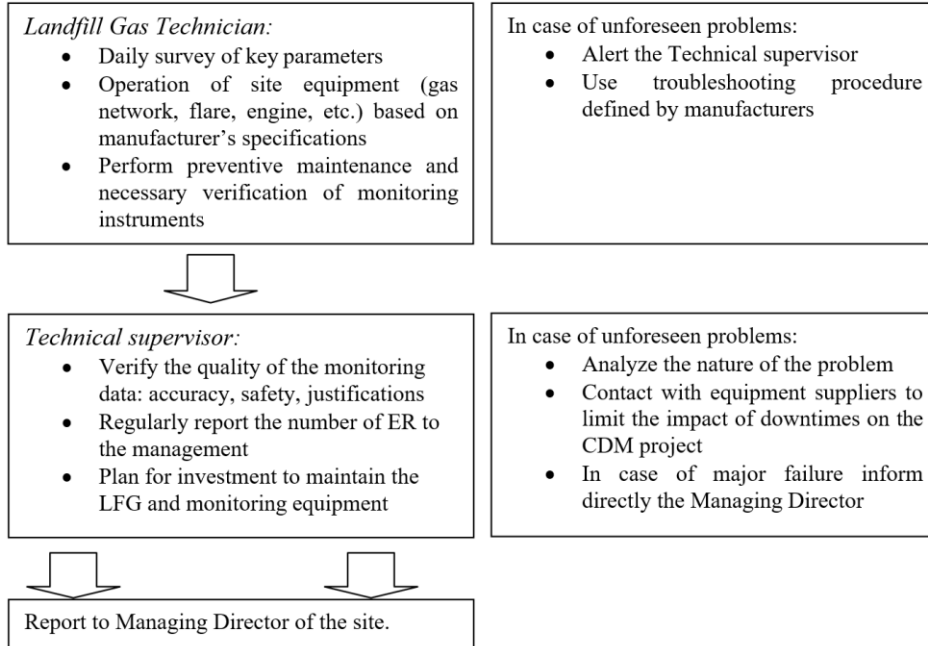 Landfill Gas Technician:
• Daily survey of key parameters
• Operation of site equipment (gas
network, flare, engine, etc.) based on
manufacturer's specifications
• Perform preventive maintenance and
necessary verification of monitoring
instruments
In case of unforeseen problems:
• Alert the Technical supervisor
• Use troubleshooting procedure
defined by manufacturers
Technical supervisor:
• Verify the quality of the monitoring
data: accuracy, safety, justifications
• Regularly report the number of ER to
the management
• Plan for investment to maintain the
LFG and monitoring equipment
In case of unforeseen problems:
• Analyze the nature of the problem
• Contact with equipment suppliers to
limit the impact of downtimes on the
CDM project
• In case of major failure inform
directly the Managing Director
Report to Managing Director of the site.